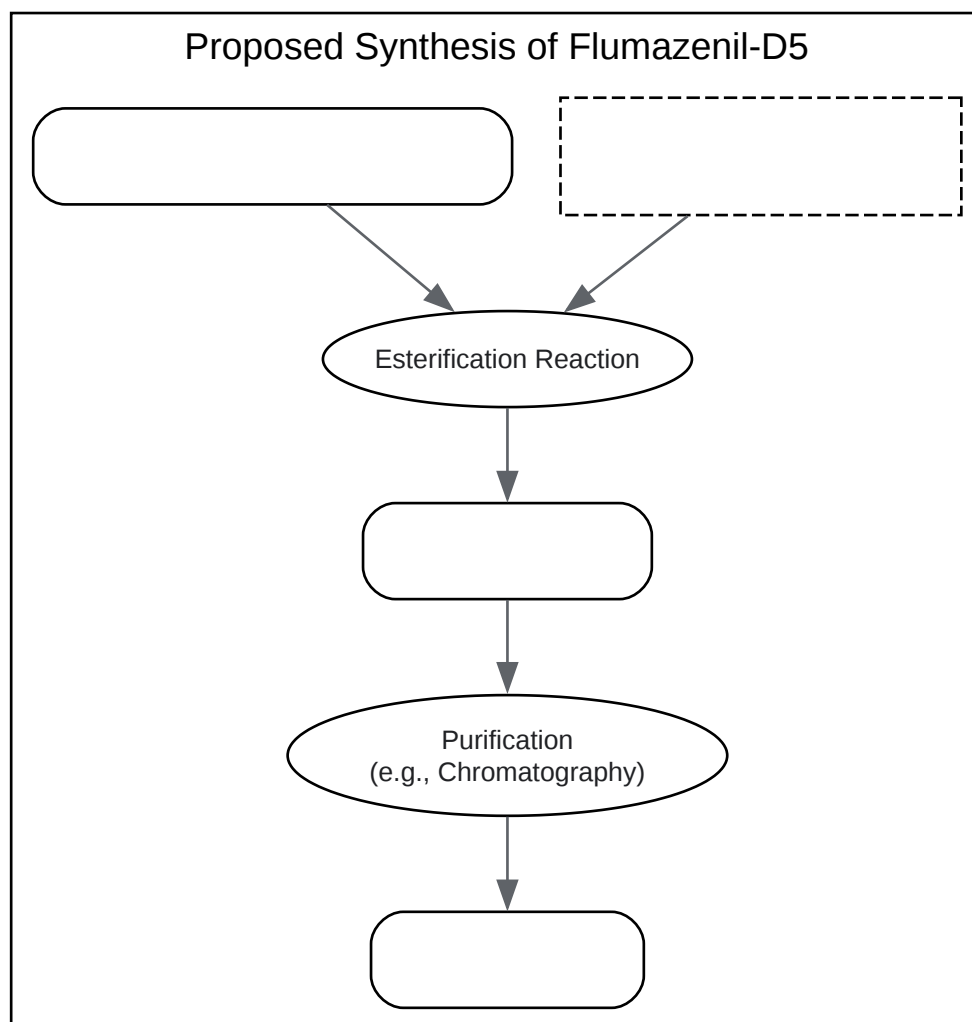 Proposed Synthesis of Flumazenil-D5
Esterification Reaction
Purification
(e.g., Chromatography)